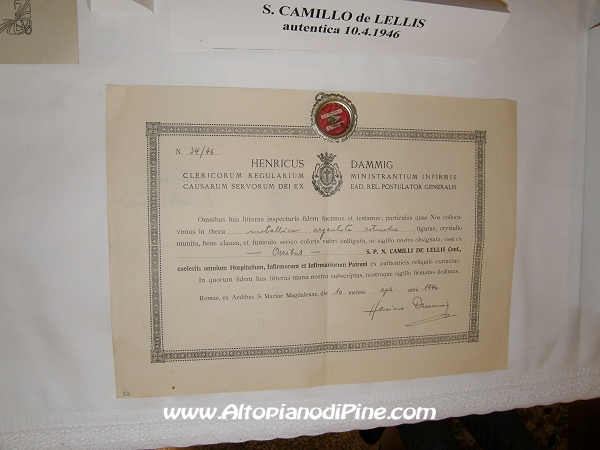 S. CAMILLO de LELLIS
autentica 10.4.1946
N. 34/46
HENRICUS DAMMIG
CLERICORUM REGULARIUM MINISTRANTIUM INFIRMIS
CAUSARUM SERVORUM DEI EX EAD. REL. POSTULATOR GENERALIS
Omnibus has litteras inspecturis fidem facimus et testamur, particulas quas Nos colloca-
vimus in theca metallica argentata rotunda figurae, crystallo
munita, bene clausa, et funiculo serico coloris rubri colligata, ac sigillo nostro obsignata, esse ex
— Ossibus — S. P. N. CAMILLI DE LELLIS Conf.,
coelestis omnium Hospitalium, Infirmorum et Infirmariorum Patroni ex authenticis reliquiis extractas.
In quorum fidem has litteras manu nostra subscriptas, nostroque sigillo firmatas dedimus.
Romae, ex Aedibus S. Mariae Magdalenae, die 10 mensis apr. anni 1946
Henricus Dammig
www.AltopianodiPine.com